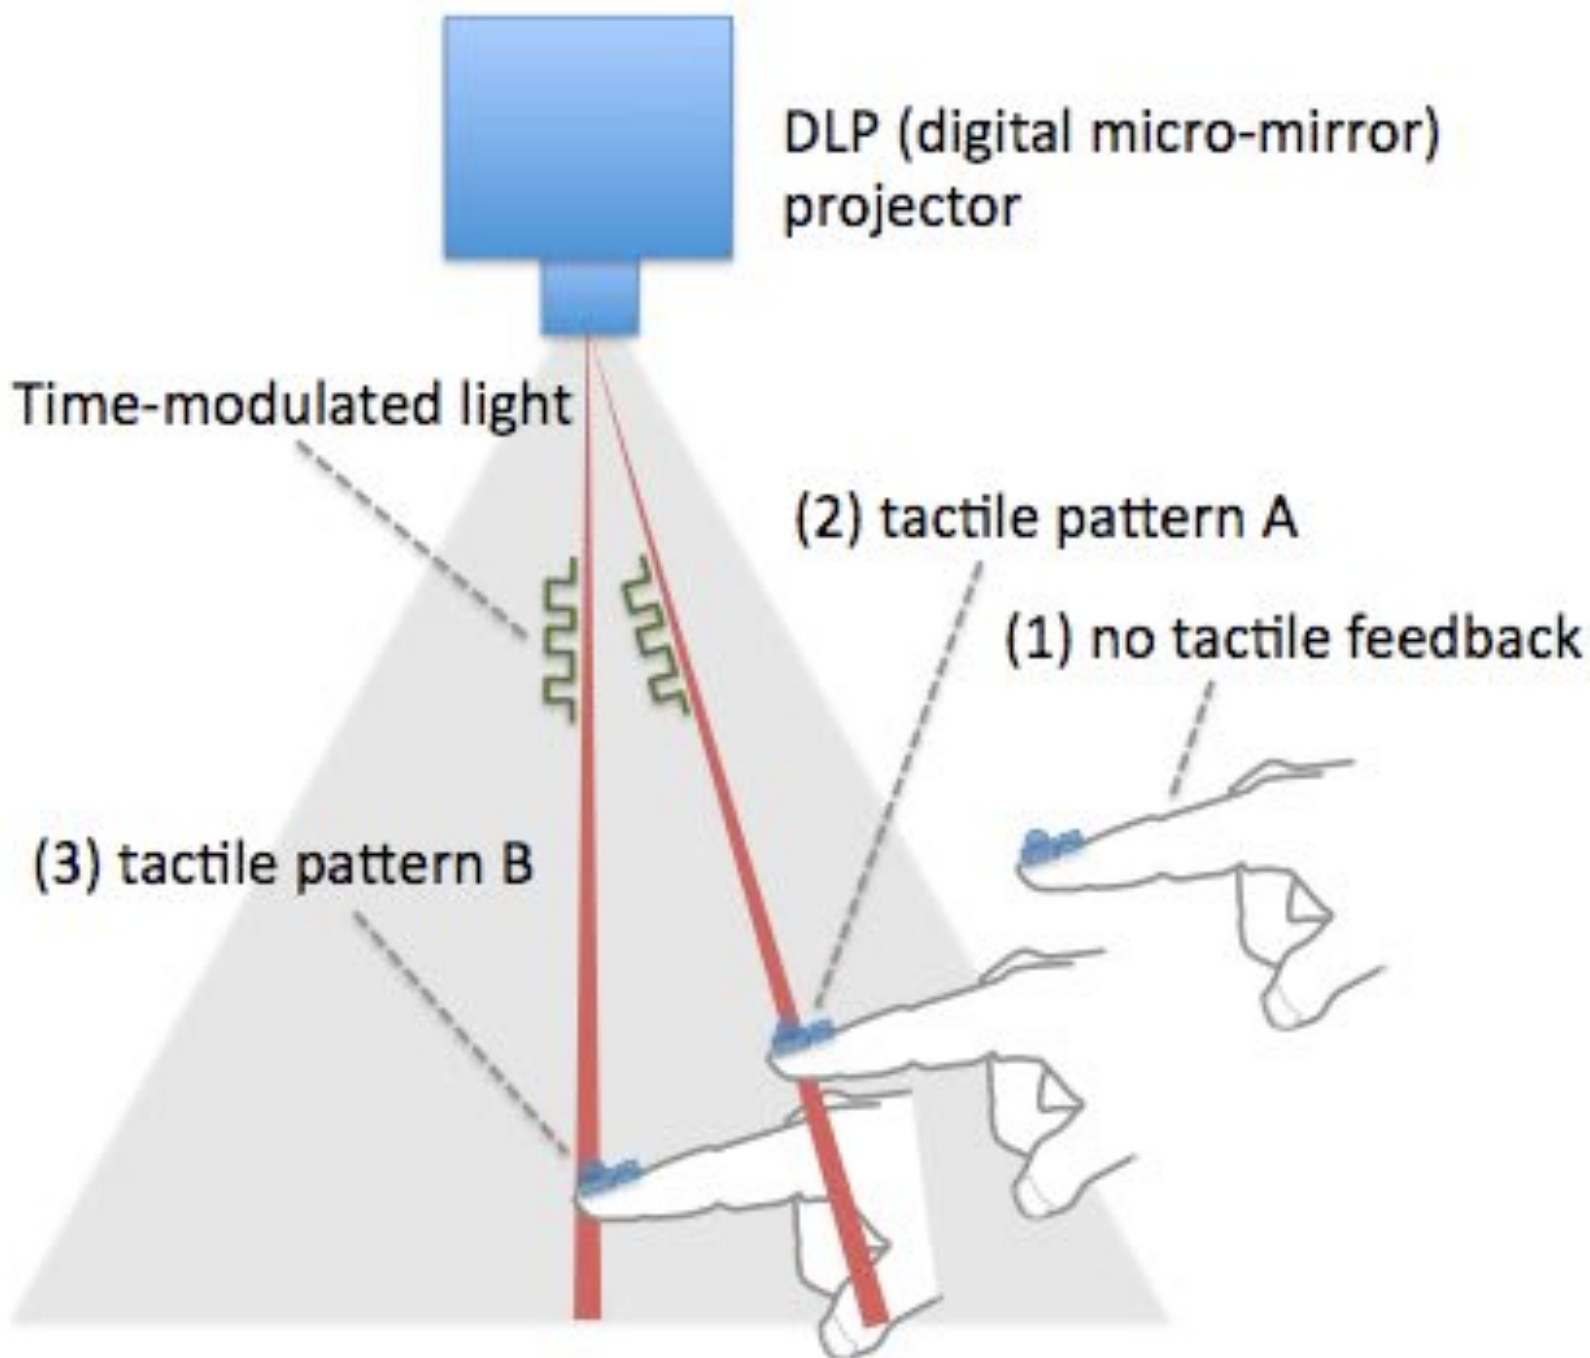 DLP (digital micro-mirror)
projector
Time-modulated light
(2) tactile pattern A
(1) no tactile feedback
(3) tactile pattern B